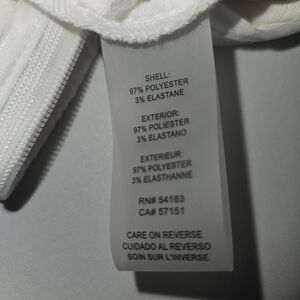 SHELL:
97% POLYESTER
3% ELASTANE
EXTERIOR:
97% POLIESTER
3% ELASTANO
EXTERIEUR:
97% POLYESTER
3% ELASTHANNE
RN# 54163
CA# 57151
CARE ON REVERSE
CUIDADO AL REVERSO
SOIN SUR L'INVERSE